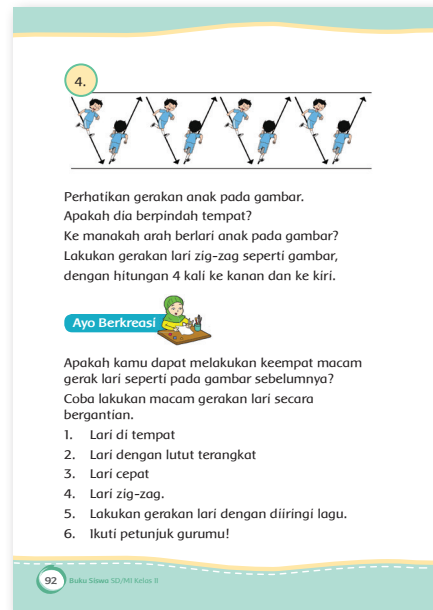 4.
Perhatikan gerakan anak pada gambar.
Apakah dia berpindah tempat?
Ke manakah arah berlari anak pada gambar?
Lakukan gerakan lari zig-zag seperti gambar,
dengan hitungan 4 kali ke kanan dan ke kiri.
Ayo Berkreasi
Apakah kamu dapat melakukan keempat macam
gerak lari seperti pada gambar sebelumnya?
Coba lakukan macam gerakan lari secara
bergantian.
1. Lari di tempat
2. Lari dengan lutut terangkat
3. Lari cepat
4. Lari zig-zag.
5. Lakukan gerakan lari dengan diiringi lagu.
6. Ikuti petunjuk gurumu!
92 Buku Siswa SD/MI Kelas II